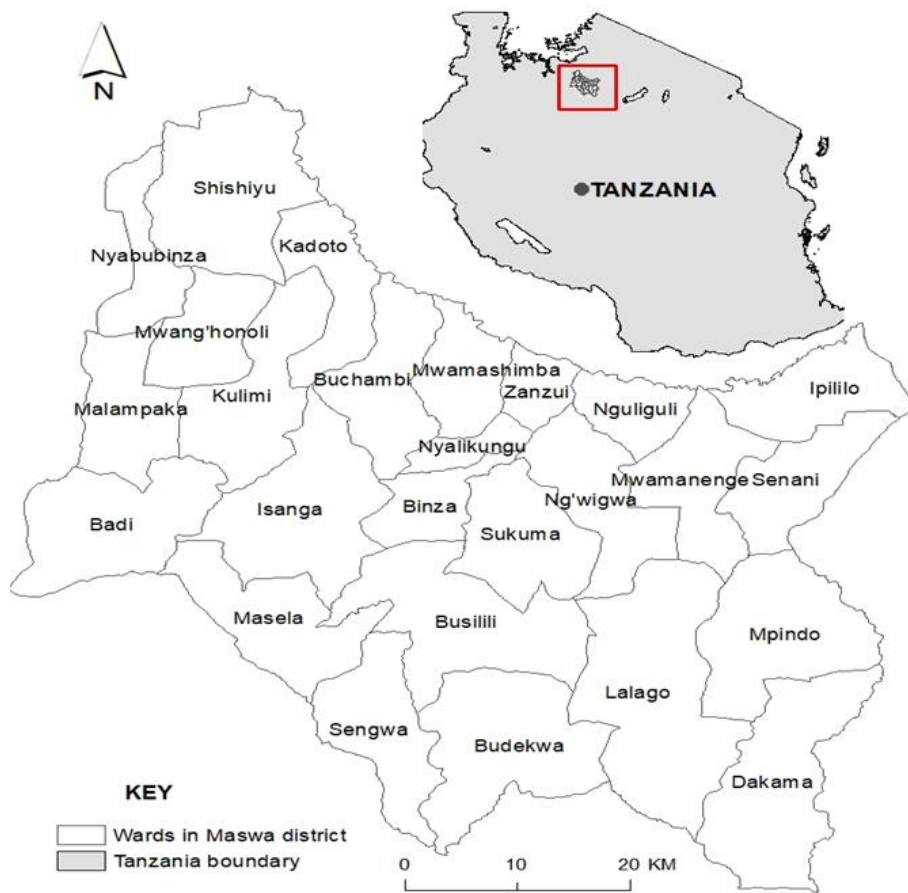 N
TANZANIA
Shishiyu
Kadoto
Nyabubinza
Mwang'honoli
Buchambi
Mwamashimba
Zanzui
Nguliguli
Ipililo
Malampaka
Kulimi
Nyalikungu
Mwamanenge
Senani
Badi
Isanga
Binza
Ng'wigwa
Sukuma
Masela
Busilili
Mpindo
Lalago
Sengwa
Budekwa
Dakama
KEY
Wards in Maswa district
Tanzania boundary
0 10 20 KM